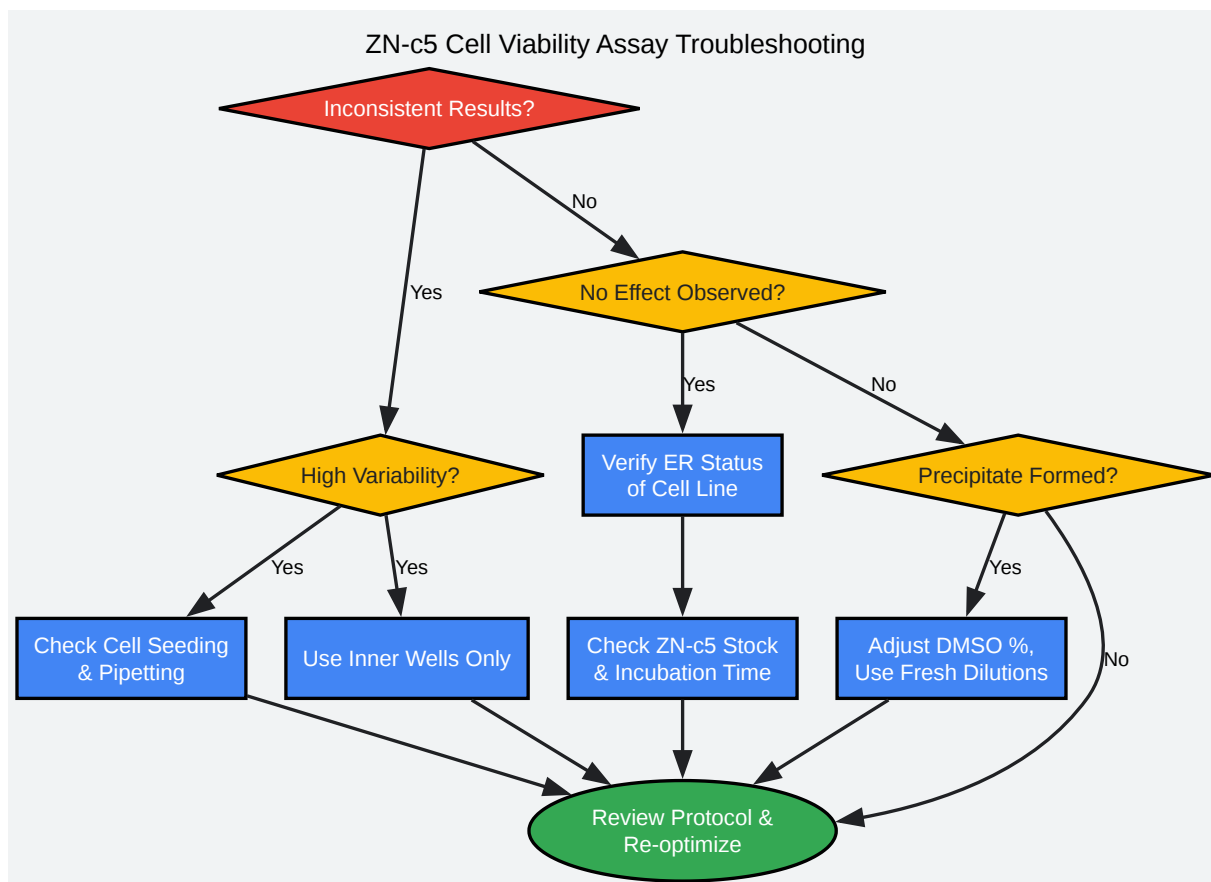 ZN-c5 Cell Viability Assay Troubleshooting
Inconsistent Results?
No
Yes
No Effect Observed?
Yes
No
High Variability?
Verify ER Status
of Cell Line
Precipitate Formed?
Yes
Yes
Yes
No
Check Cell Seeding
& Pipetting
Use Inner Wells Only
Check ZN-c5 Stock
& Incubation Time
Adjust DMSO %,
Use Fresh Dilutions
Review Protocol &
Re-optimize